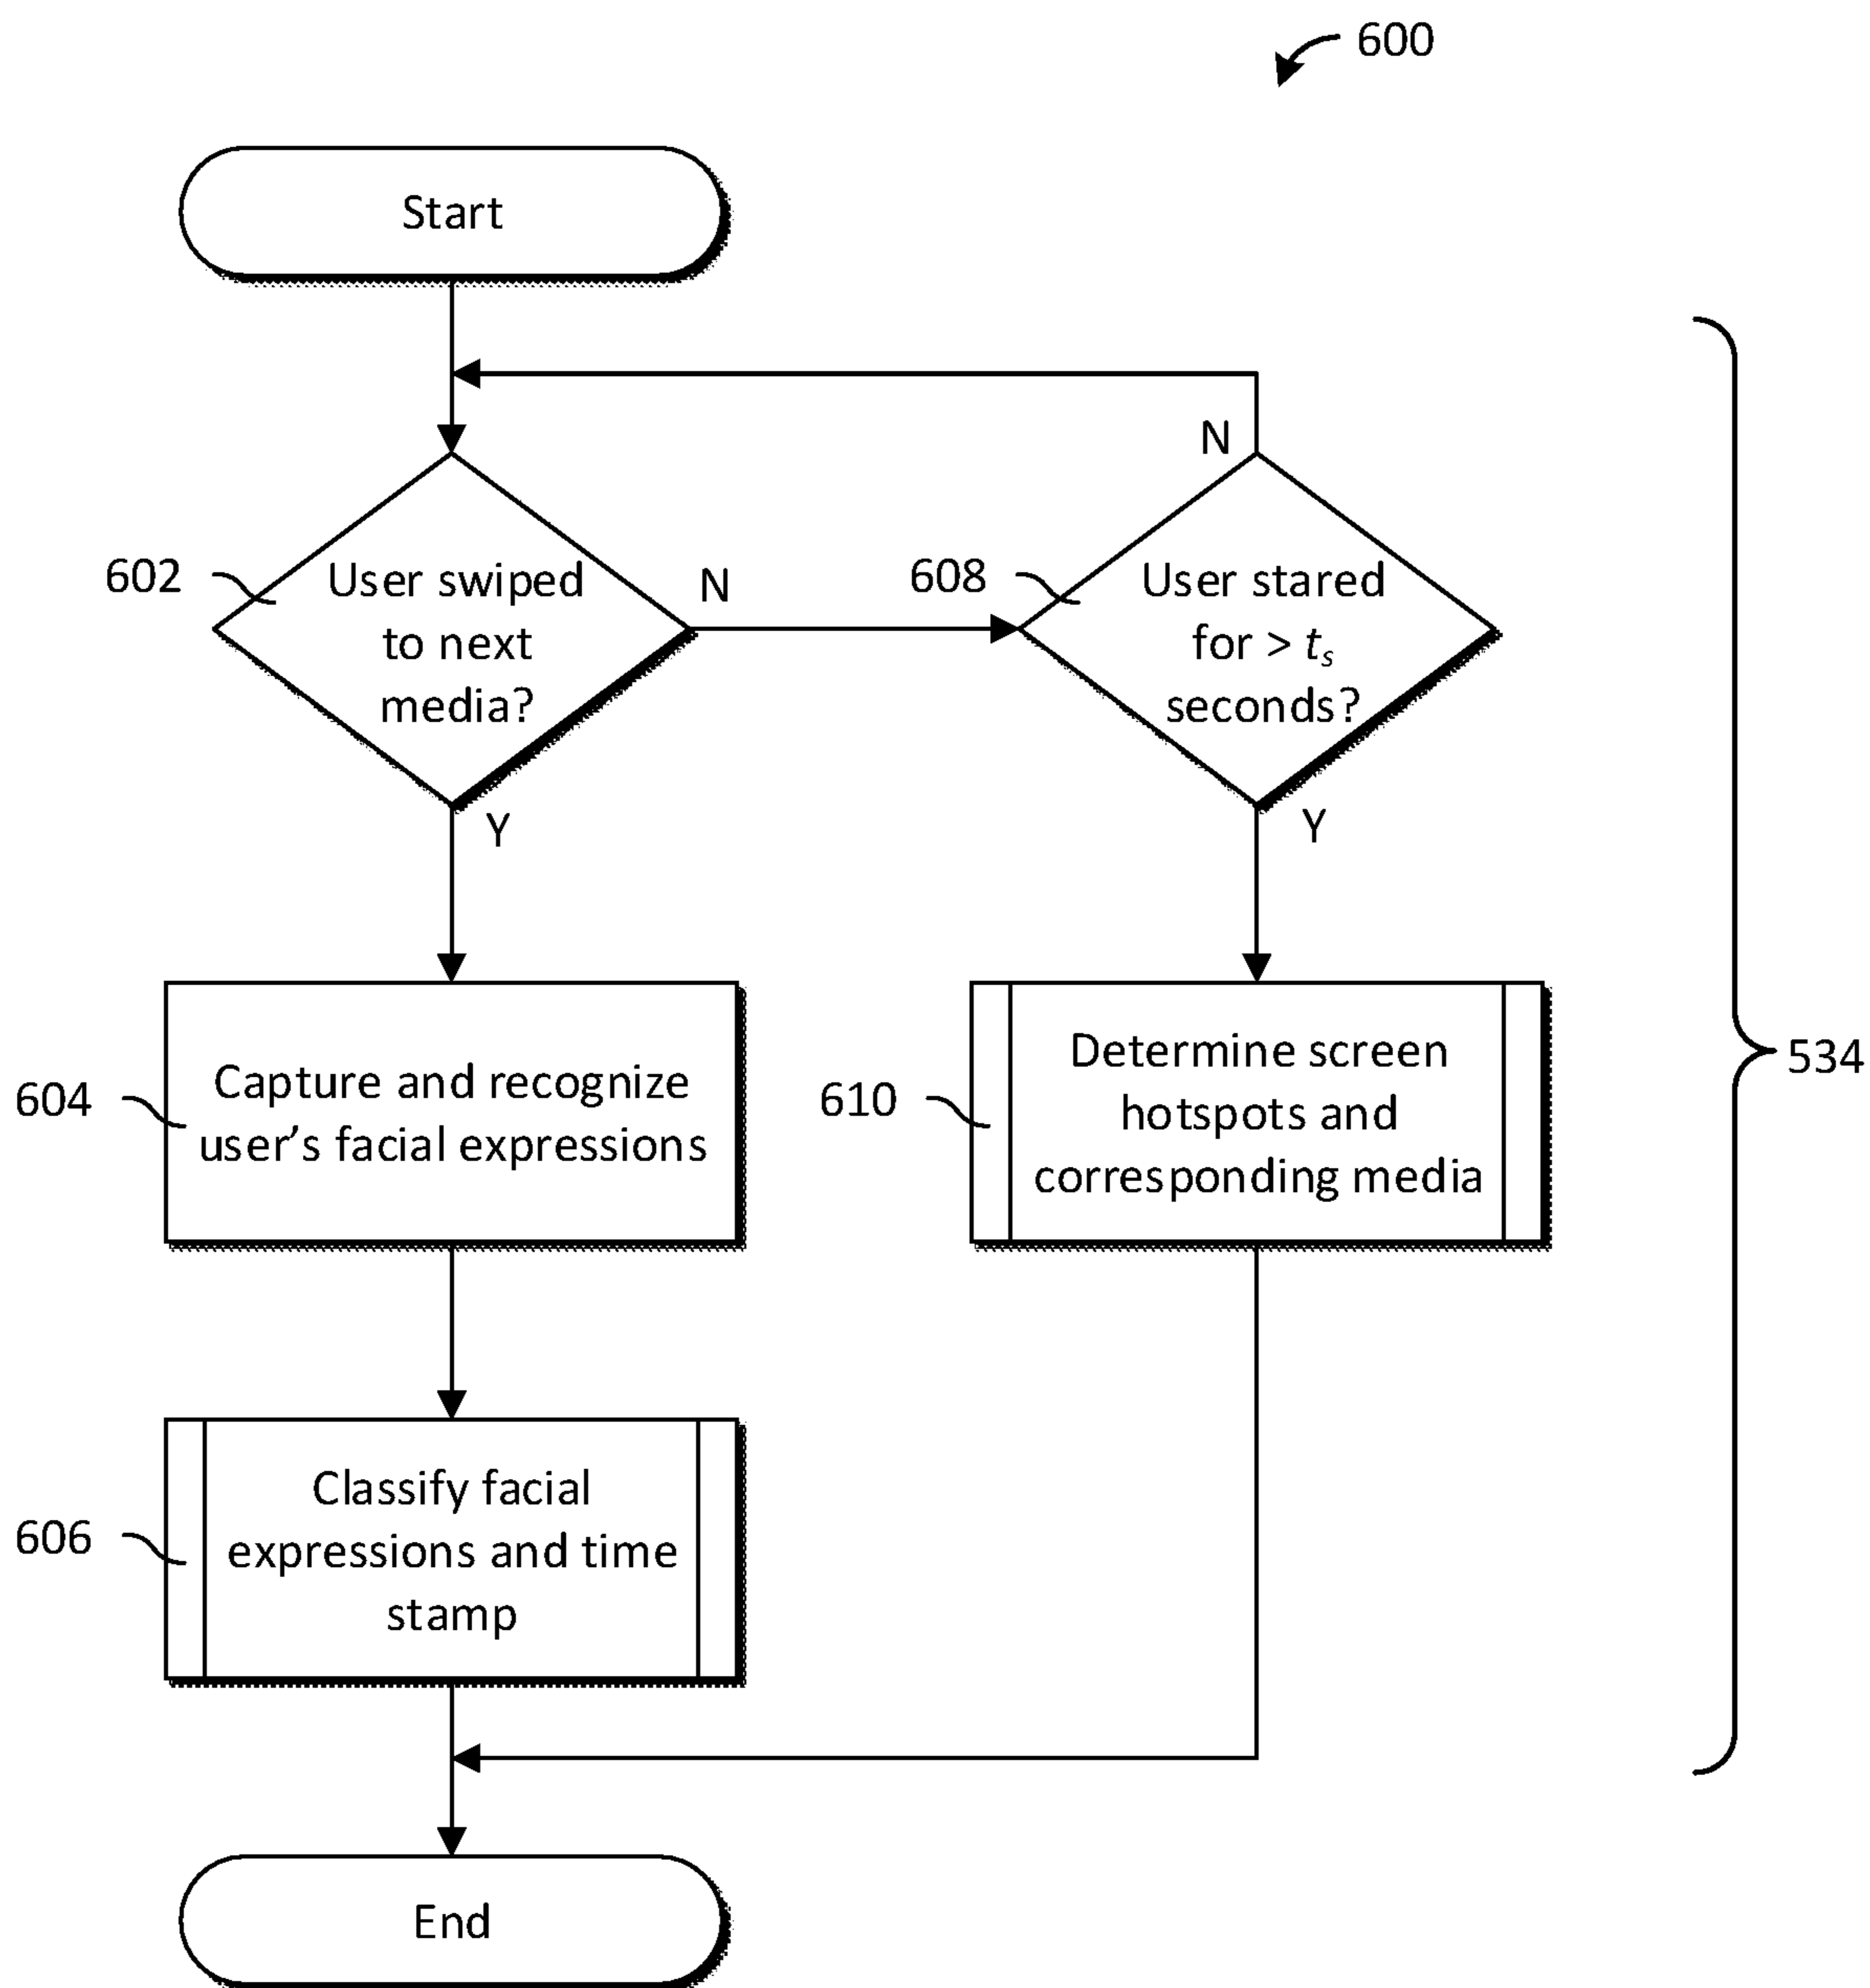 600
Start
N
602
User swiped
to next
media?
N
608
User stared
for > ts
seconds?
Y
Y
604
Capture and recognize
user's facial expressions
610
Determine screen
hotspots and
corresponding media
534
606
Classify facial
expressions and time
stamp
End